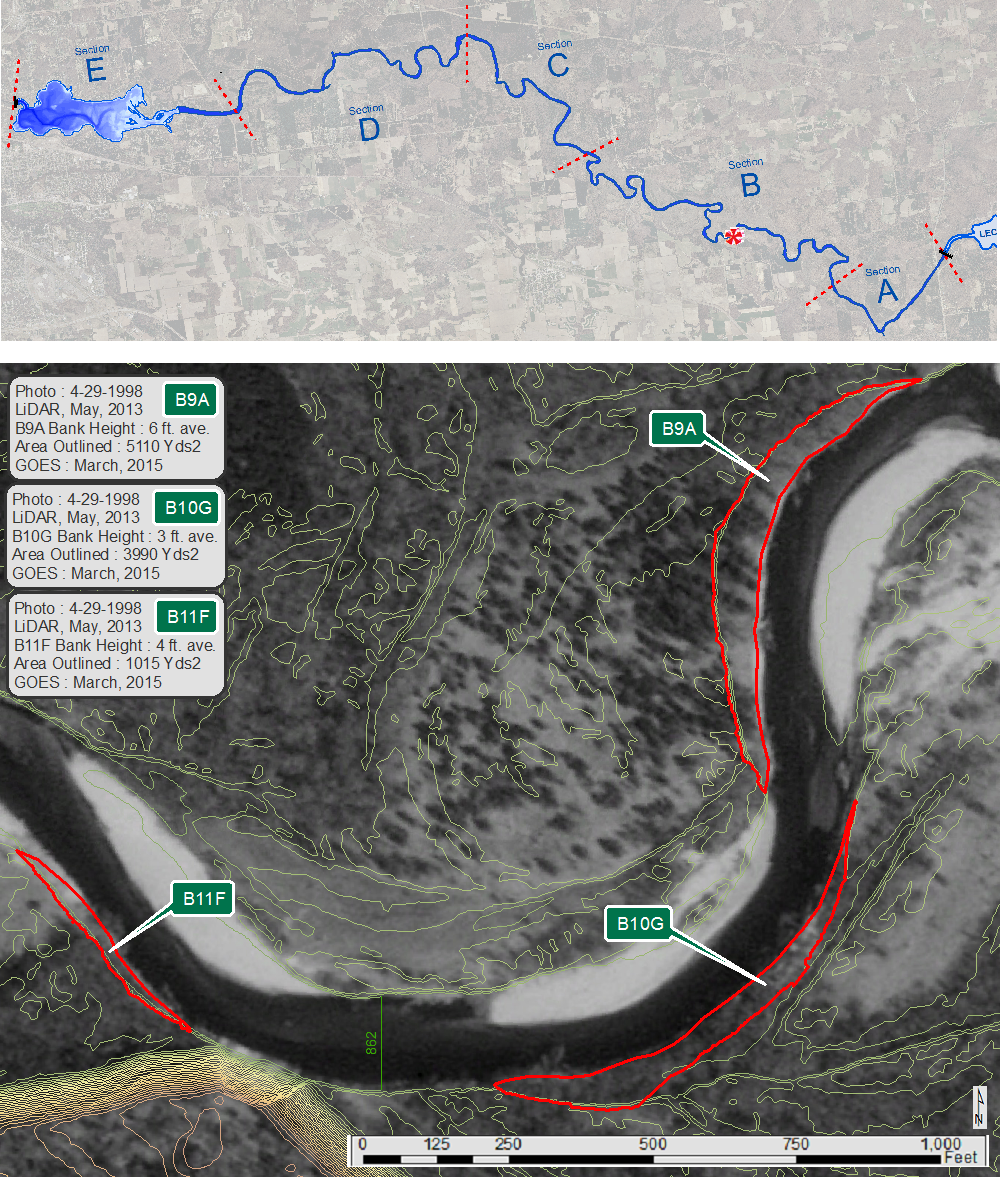 Section
E
Section
D
Section
C
Section
B
Section
A
LEC
Photo : 4-29-1998
B9A
LiDAR, May, 2013
B9A Bank Height : 6 ft. ave.
Area Outlined : 5110 Yds2
GOES : March, 2015
Photo : 4-29-1998
B10G
LiDAR, May, 2013
B10G Bank Height : 3 ft. ave.
Area Outlined : 3990 Yds2
GOES : March, 2015
Photo : 4-29-1998
B11F
LiDAR, May, 2013
B11F Bank Height : 4 ft. ave.
Area Outlined : 1015 Yds2
GOES : March, 2015
B9A
B11F
B10G
862
N
0 125 250 500 750 1,000
Feet